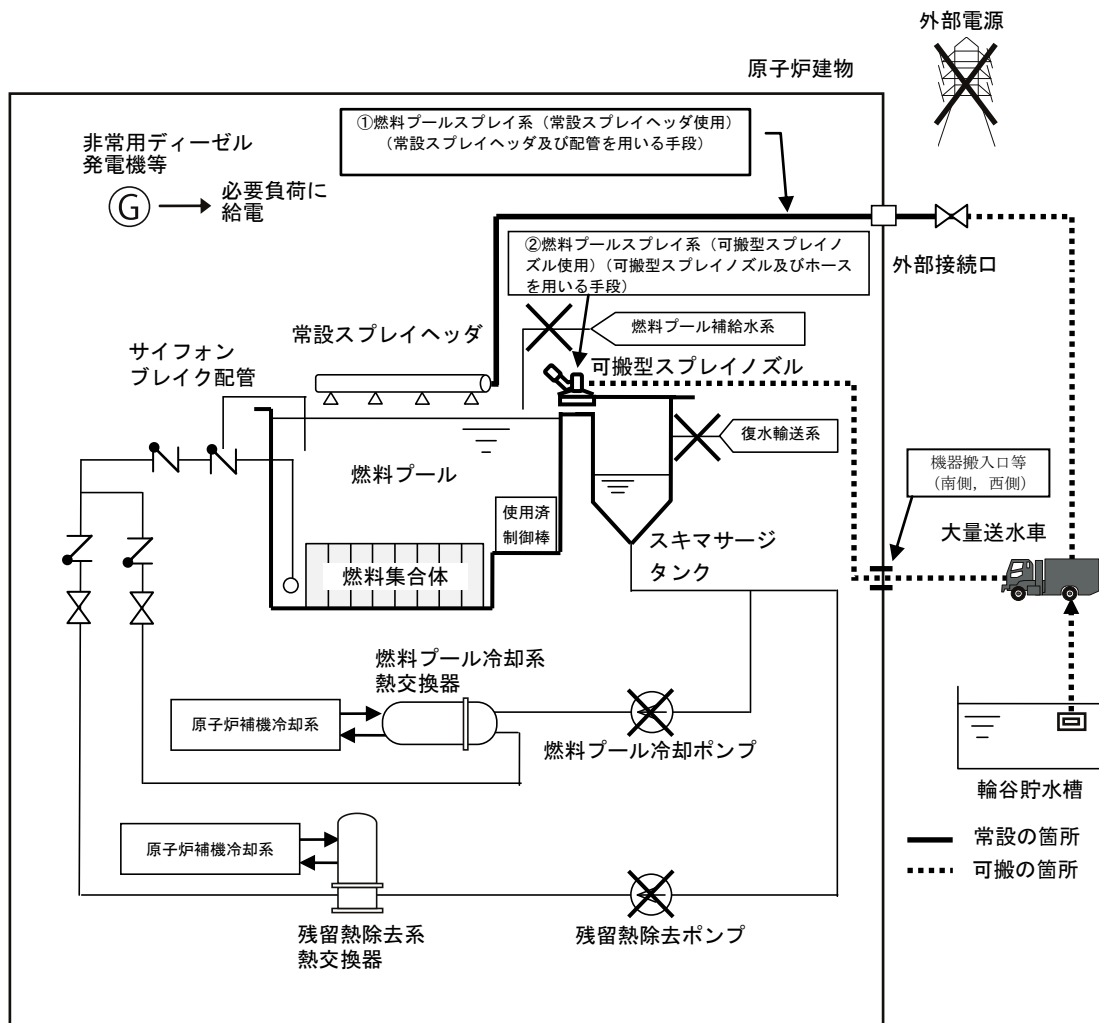 外部電源
原子炉建物
①燃料プールスプレイ系（常設スプレイヘッダ使用）
（常設スプレイヘッダ及び配管を用いる手段）
非常用ディーゼル
発電機等
G
必要負荷に
給電
②燃料プールスプレイ系（可搬型スプレイノ
ズル使用）（可搬型スプレイノズル及びホース
を用いる手段）
外部接続口
燃料プール補給水系
常設スプレイヘッダ
サイフォン
ブレイク配管
可搬型スプレイノズル
復水輸送系
機器搬入口等
（南側，西側）
燃料プール
使用済
制御棒
大量送水車
スキマサージ
タンク
燃料集合体
燃料プール冷却系
熱交換器
原子炉補機冷却系
燃料プール冷却ポンプ
輪谷貯水槽
原子炉補機冷却系
常設の箇所
可搬の箇所
残留熱除去系
熱交換器
残留熱除去ポンプ